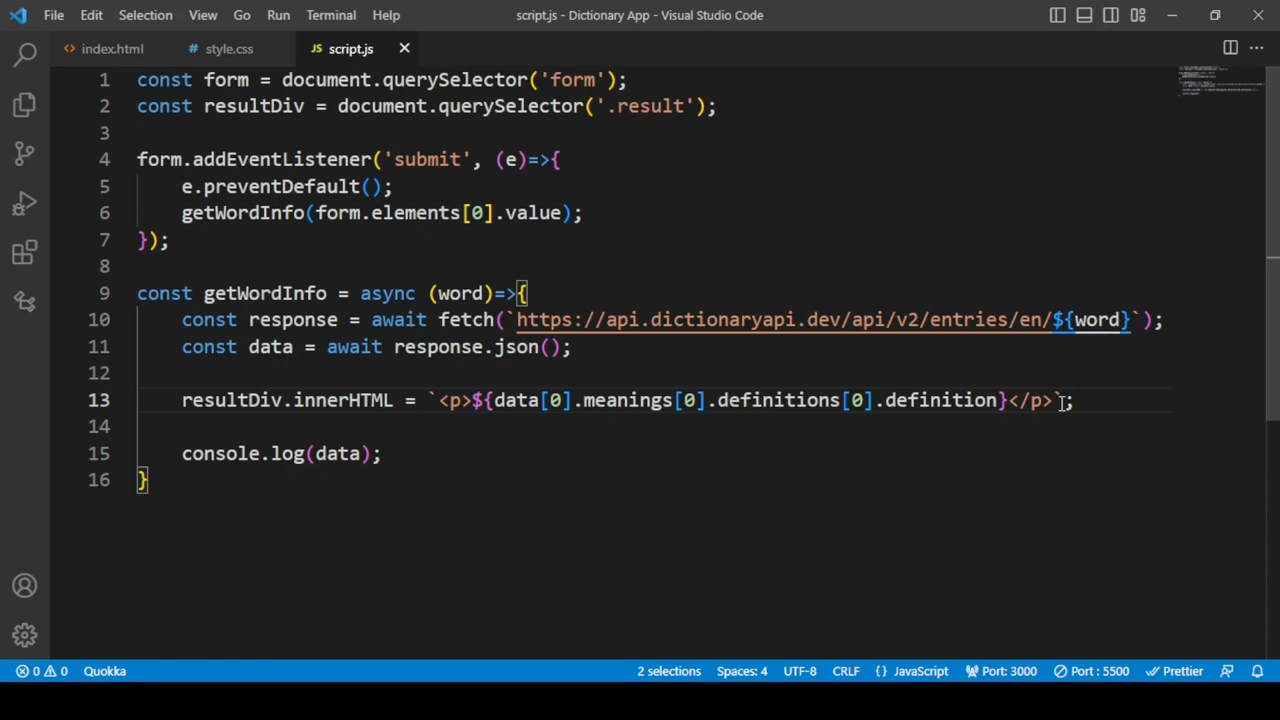 File Edit Selection View Go Run Terminal Help script.js - Dictionary App - Visual Studio Code
index.html # style.css JS script.js
1 const form = document.querySelector('form');
2 const resultDiv = document.querySelector('.result');
3
4 form.addEventListener('submit', (e)=>{
5 e.preventDefault();
6 getWordInfo(form.elements[0].value);
7 });
8
9 const getWordInfo = async (word)=>{
10 const response = await fetch(`https://api.dictionaryapi.dev/api/v2/entries/en/${word}`);
11 const data = await response.json();
12
13 resultDiv.innerHTML = `<p>${data[0].meanings[0].definitions[0].definition}</p>`;
14
15 console.log(data);
16 }
0 0 Quokka 2 selections Spaces: 4 UTF-8 CRLF {} JavaScript Port: 3000 Port : 5500 Prettier